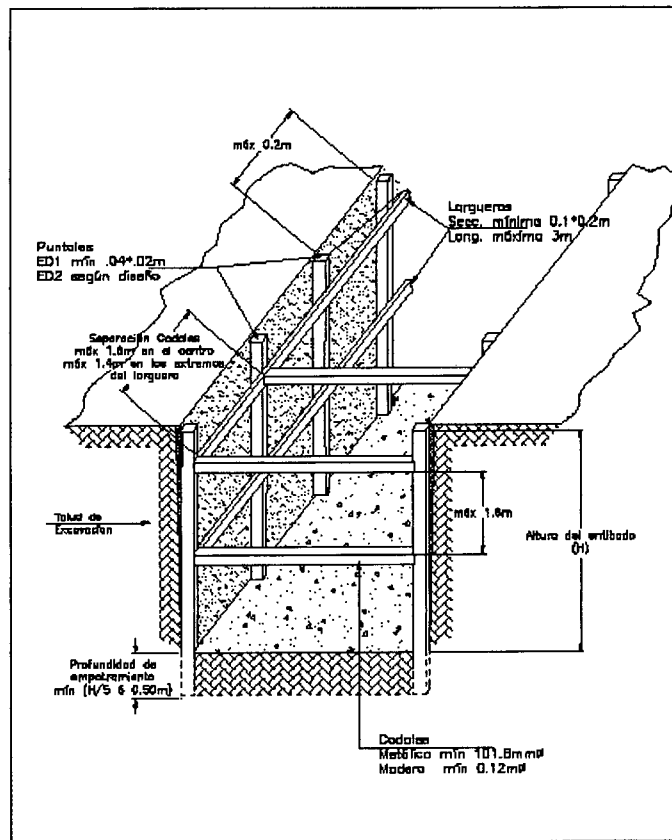 máx 0.2m
Largueros
Secc. mínima 0.1*0.2m
Long. máxima 3m
Puntales
ED1 mín .04*.02m
ED2 según diseño
Separación Codales
máx 1.6m en el centro
máx 1.4m en los extremos
del larguero
máx 1.6m
Talud de
Excavación
Altura del entibado
(H)
Profundidad de
empotramiento
mín (H/5 ó 0.50m)
Codales
Metálico mín 101.6mmø
Madera mín 0.12mø